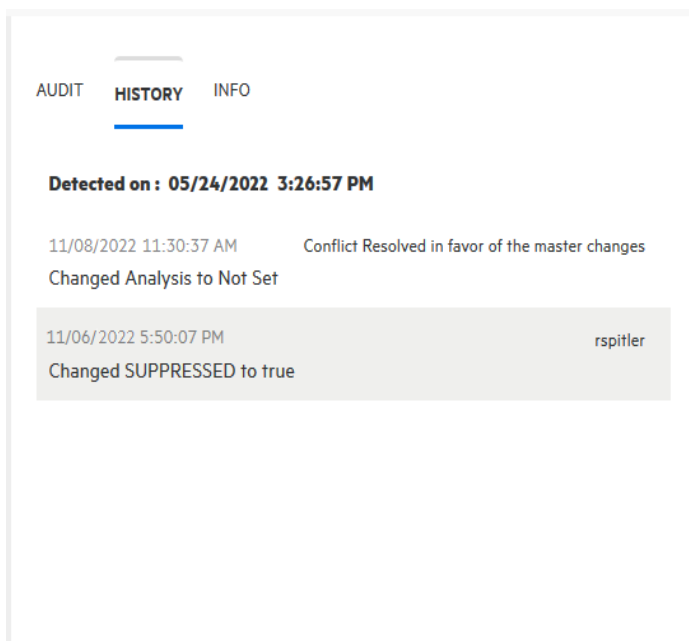 AUDIT HISTORY INFO
Detected on : 05/24/2022 3:26:57 PM
11/08/2022 11:30:37 AM Conflict Resolved in favor of the master changes
Changed Analysis to Not Set
11/06/2022 5:50:07 PM rspitler
Changed SUPPRESSED to true